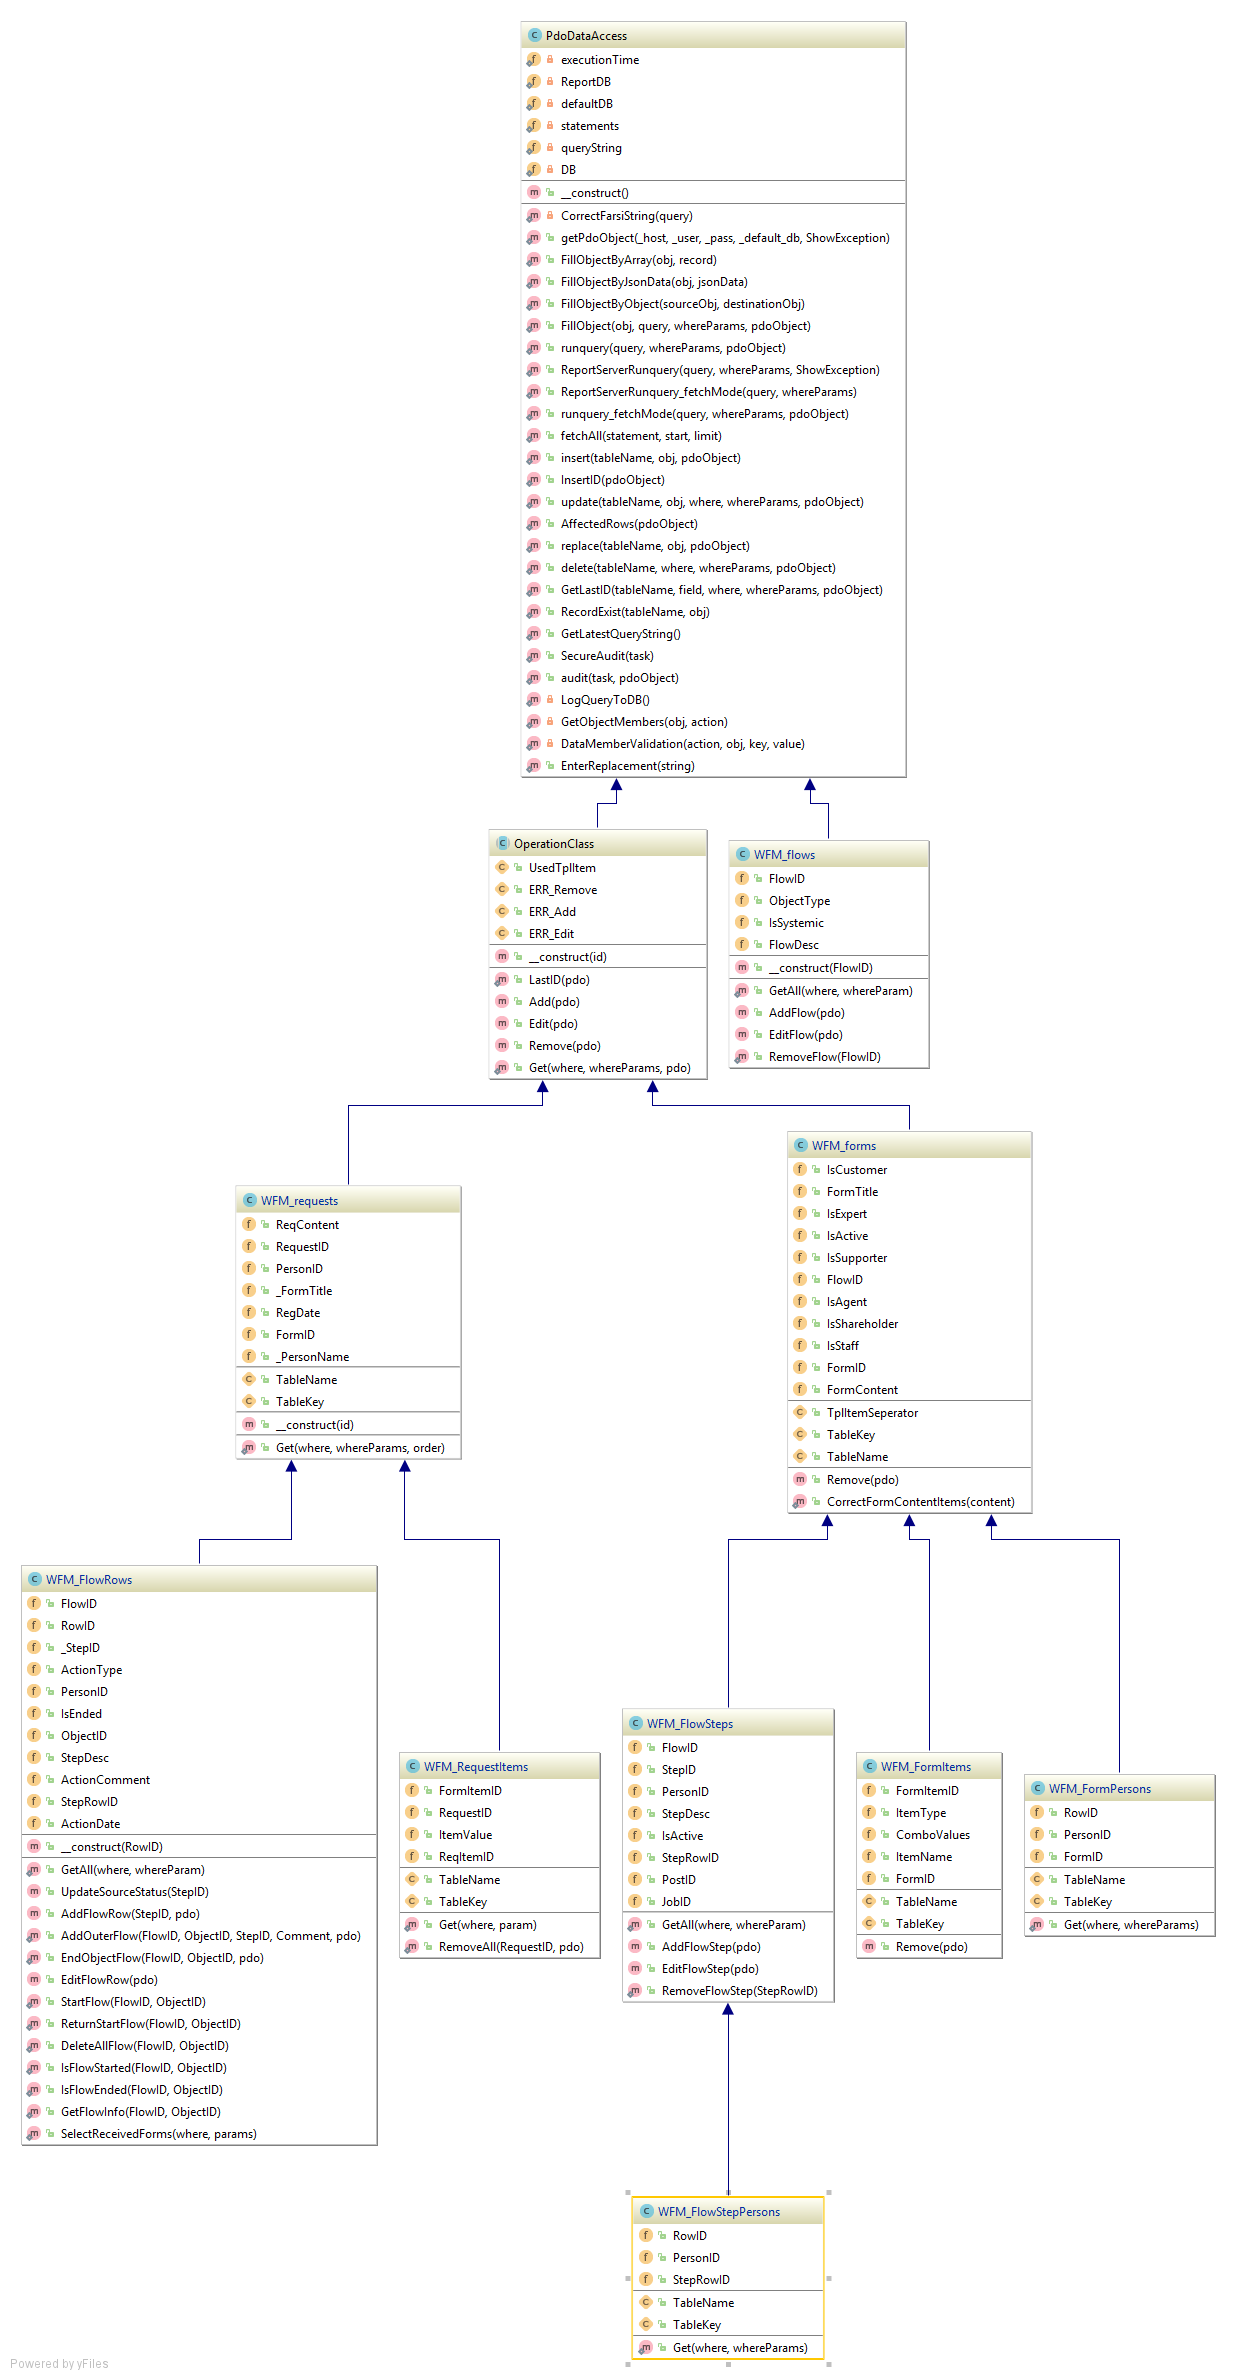 PdoDataAccess
executionTime
ReportDB
defaultDB
statements
queryString
DB
__construct()
CorrectFarsiString(query)
getPdoObject(_host, _user, _pass, _default_db, ShowException)
FillObjectByArray(obj, record)
FillObjectByJsonData(obj, jsonData)
FillObjectByObject(sourceObj, destinationObj)
FillObject(obj, query, whereParams, pdoObject)
runquery(query, whereParams, pdoObject)
ReportServerRunquery(query, whereParams, ShowException)
ReportServerRunquery_fetchMode(query, whereParams)
runquery_fetchMode(query, whereParams, pdoObject)
fetchAll(statement, start, limit)
insert(tableName, obj, pdoObject)
InsertID(pdoObject)
update(tableName, obj, where, whereParams, pdoObject)
AffectedRows(pdoObject)
replace(tableName, obj, pdoObject)
delete(tableName, where, whereParams, pdoObject)
GetLastID(tableName, field, where, whereParams, pdoObject)
RecordExist(tableName, obj)
GetLatestQueryString()
SecureAudit(task)
audit(task, pdoObject)
LogQueryToDB()
GetObjectMembers(obj, action)
DataMemberValidation(action, obj, key, value)
EnterReplacement(string)
OperationClass
UsedTplItem
ERR_Remove
ERR_Add
ERR_Edit
__construct(id)
LastID(pdo)
Add(pdo)
Edit(pdo)
Remove(pdo)
Get(where, whereParams, pdo)
WFM_flows
FlowID
ObjectType
IsSystemic
FlowDesc
__construct(FlowID)
GetAll(where, whereParam)
AddFlow(pdo)
EditFlow(pdo)
RemoveFlow(FlowID)
WFM_forms
IsCustomer
FormTitle
IsExpert
IsActive
IsSupporter
FlowID
IsAgent
IsShareholder
IsStaff
FormID
FormContent
TplItemSeperator
TableKey
TableName
Remove(pdo)
CorrectFormContentItems(content)
WFM_requests
ReqContent
RequestID
PersonID
_FormTitle
RegDate
FormID
_PersonName
TableName
TableKey
__construct(id)
Get(where, whereParams, order)
WFM_FlowRows
FlowID
RowID
_StepID
ActionType
PersonID
IsEnded
ObjectID
StepDesc
ActionComment
StepRowID
ActionDate
__construct(RowID)
GetAll(where, whereParam)
UpdateSourceStatus(StepID)
AddFlowRow(StepID, pdo)
AddOuterFlow(FlowID, ObjectID, StepID, Comment, pdo)
EndObjectFlow(FlowID, ObjectID, pdo)
EditFlowRow(pdo)
StartFlow(FlowID, ObjectID)
ReturnStartFlow(FlowID, ObjectID)
DeleteAllFlow(FlowID, ObjectID)
IsFlowStarted(FlowID, ObjectID)
IsFlowEnded(FlowID, ObjectID)
GetFlowInfo(FlowID, ObjectID)
SelectReceivedForms(where, params)
WFM_RequestItems
FormItemID
RequestID
ItemValue
ReqItemID
TableName
TableKey
Get(where, param)
RemoveAll(RequestID, pdo)
WFM_FlowSteps
FlowID
StepID
PersonID
StepDesc
IsActive
StepRowID
PostID
JobID
GetAll(where, whereParam)
AddFlowStep(pdo)
EditFlowStep(pdo)
RemoveFlowStep(StepRowID)
WFM_FormItems
FormItemID
ItemType
ComboValues
ItemName
FormID
TableName
TableKey
Remove(pdo)
WFM_FormPersons
RowID
PersonID
FormID
TableName
TableKey
Get(where, whereParams)
WFM_FlowStepPersons
RowID
PersonID
StepRowID
TableName
TableKey
Get(where, whereParams)
Powered by yFiles